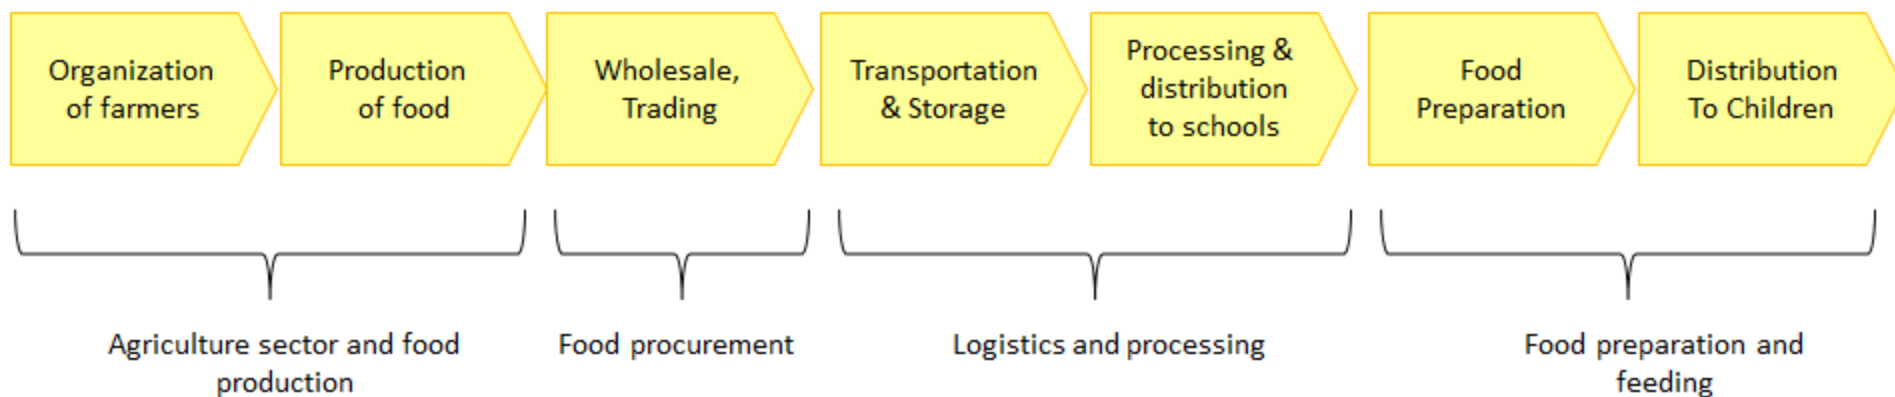 Organization
of farmers
Production
of food
Wholesale,
Trading
Transportation
& Storage
Processing &
distribution
to schools
Food
Preparation
Distribution
To Children
Agriculture sector and food
production
Food procurement
Logistics and processing
Food preparation and
feeding